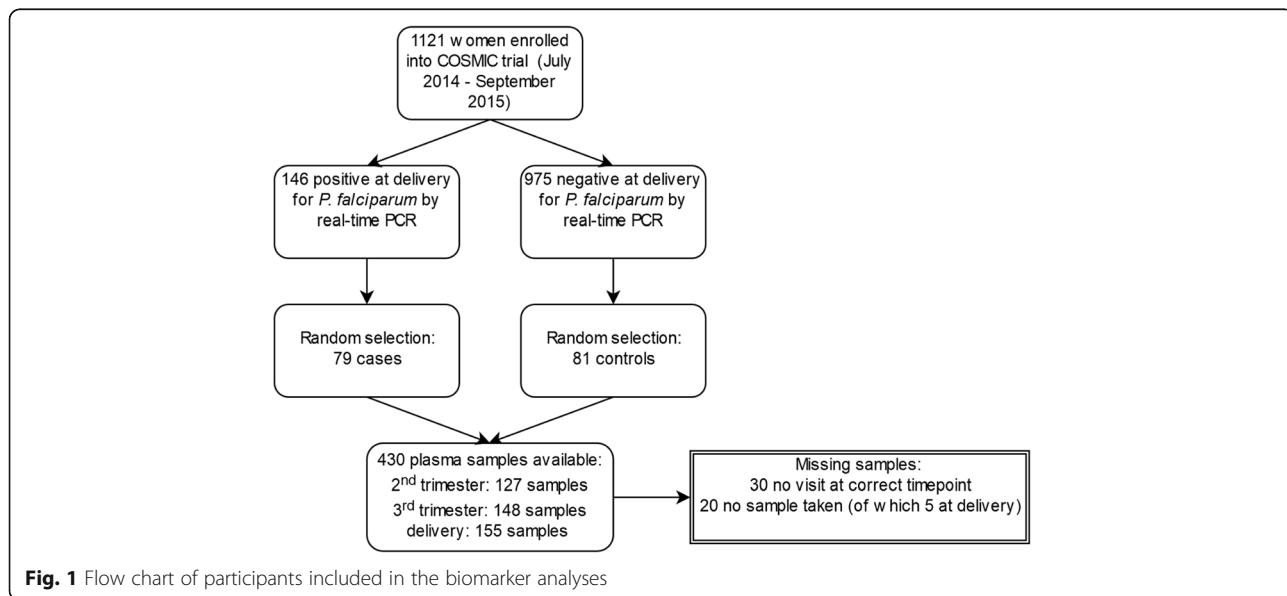 1121 women enrolled
into COSMIC trial (July
2014 - September
2015)
146 positive at delivery
for P. falciparum by
real-time PCR
975 negative at delivery
for P. falciparum by
real-time PCR
Random selection:
79 cases
Random selection:
81 controls
430 plasma samples available:
2nd trimester: 127 samples
3rd trimester: 148 samples
delivery: 155 samples
Missing samples:
30 no visit at correct timepoint
20 no sample taken (of which 5 at delivery)
Fig. 1 Flow chart of participants included in the biomarker analyses